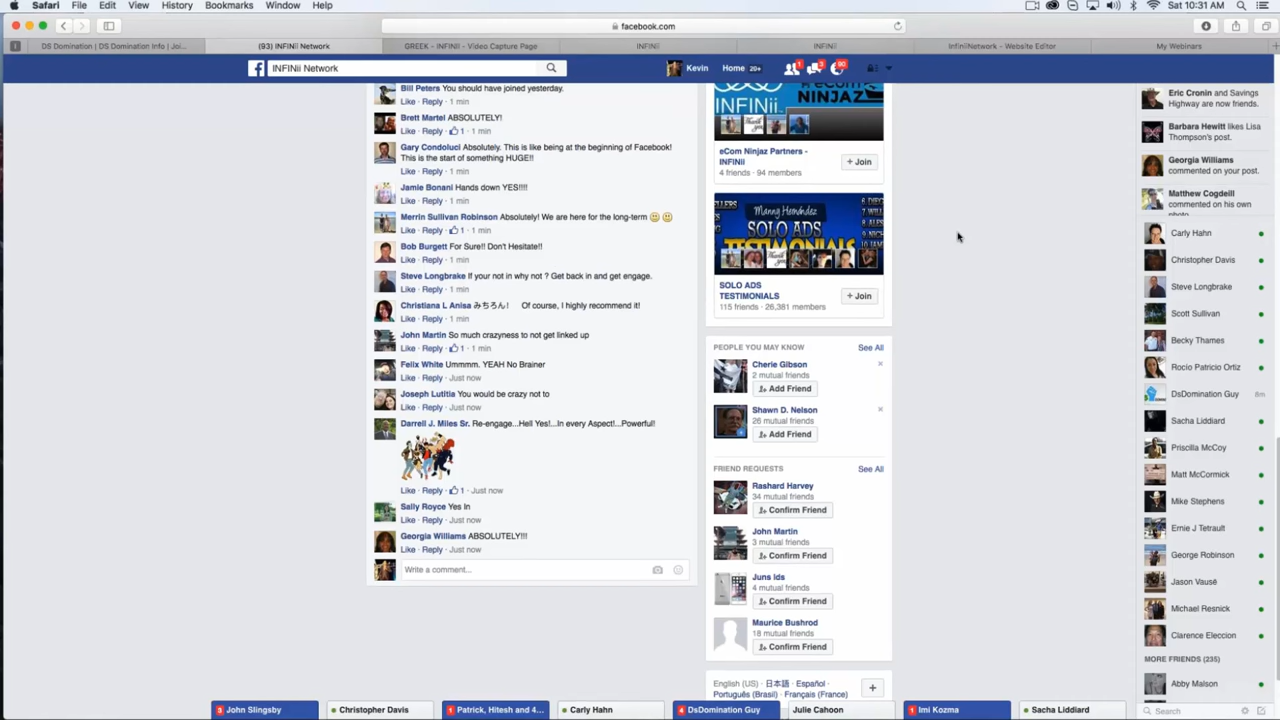 Safari File Edit View History Bookmarks Window Help Sat 10:31 AM
facebook.com
DS Domination | DS Domination Info | Joi... (93) INFINii Network GREEK - INFINii - Video Capture Page INFINii INFINii InfiniiNetwork - Website Editor My Webinars
INFINii Network Kevin Home 20+ 1 3 90
Bill Peters You should have joined yesterday.
Like · Reply · 1 min
Brett Martel ABSOLUTELY!
Like · Reply · 1 · 1 min
Gary Condoluci Absolutely. This is like being at the beginning of Facebook!
This is the start of something HUGE!!
Like · Reply · 1 min
Jamie Bonani Hands down YES!!!!
Like · Reply · 1 min
Merrin Sullivan Robinson Absolutely! We are here for the long-term
Like · Reply · 1 · 1 min
Bob Burgett For Sure!! Don't Hesitate!!
Like · Reply · 1 min
Steve Longbrake If your not in why not ? Get back in and get engage.
Like · Reply · 1 min
Christiana L Anisa みちろん! Of course, I highly recommend it!
Like · Reply · 1 min
John Martin So much crazyness to not get linked up
Like · Reply · 1 · 1 min
Felix White Ummmm. YEAH No Brainer
Like · Reply · Just now
Joseph Lutitia You would be crazy not to
Like · Reply · Just now
Darrell J. Miles Sr. Re-engage...Hell Yes!...In every Aspect!...Powerful!
Like · Reply · 1 · Just now
Sally Royce Yes In
Like · Reply · Just now
Georgia Williams ABSOLUTELY!!!
Like · Reply · Just now
Write a comment...
INFINii eCom NINJAZ
eCom Ninjaz Partners -
INFINii
4 friends · 94 members
+ Join
Manny Hernandez
SOLO ADS
TESTIMONIALS
SOLO ADS
TESTIMONIALS
115 friends · 26,381 members
+ Join
PEOPLE YOU MAY KNOW See All
Cherie Gibson
2 mutual friends
Add Friend
Shawn D. Nelson
26 mutual friends
Add Friend
FRIEND REQUESTS See All
Rashard Harvey
34 mutual friends
Confirm Friend
John Martin
3 mutual friends
Confirm Friend
Juns Ids
4 mutual friends
Confirm Friend
Maurice Bushrod
18 mutual friends
Confirm Friend
English (US) · 日本語 · Español ·
Português (Brasil) · Français (France)
Eric Cronin and Savings
Highway are now friends.
Barbara Hewitt likes Lisa
Thompson's post.
Georgia Williams
commented on your post.
Matthew Cogdeill
commented on his own
photo.
Carly Hahn
Christopher Davis
Steve Longbrake
Scott Sullivan
Becky Thames
Rocio Patricio Ortiz
DsDomination Guy 8m
Sacha Liddiard
Priscilla McCoy
Matt McCormick
Mike Stephens
Ernie J Tetrault
George Robinson
Jason Vausé
Michael Resnick
Clarence Eleccion
MORE FRIENDS (235)
Abby Malson
Search
3 John Slingsby Christopher Davis 1 Patrick, Hitesh and 4... Carly Hahn 4 DsDomination Guy Julie Cahoon 1 Imi Kozma Sacha Liddiard